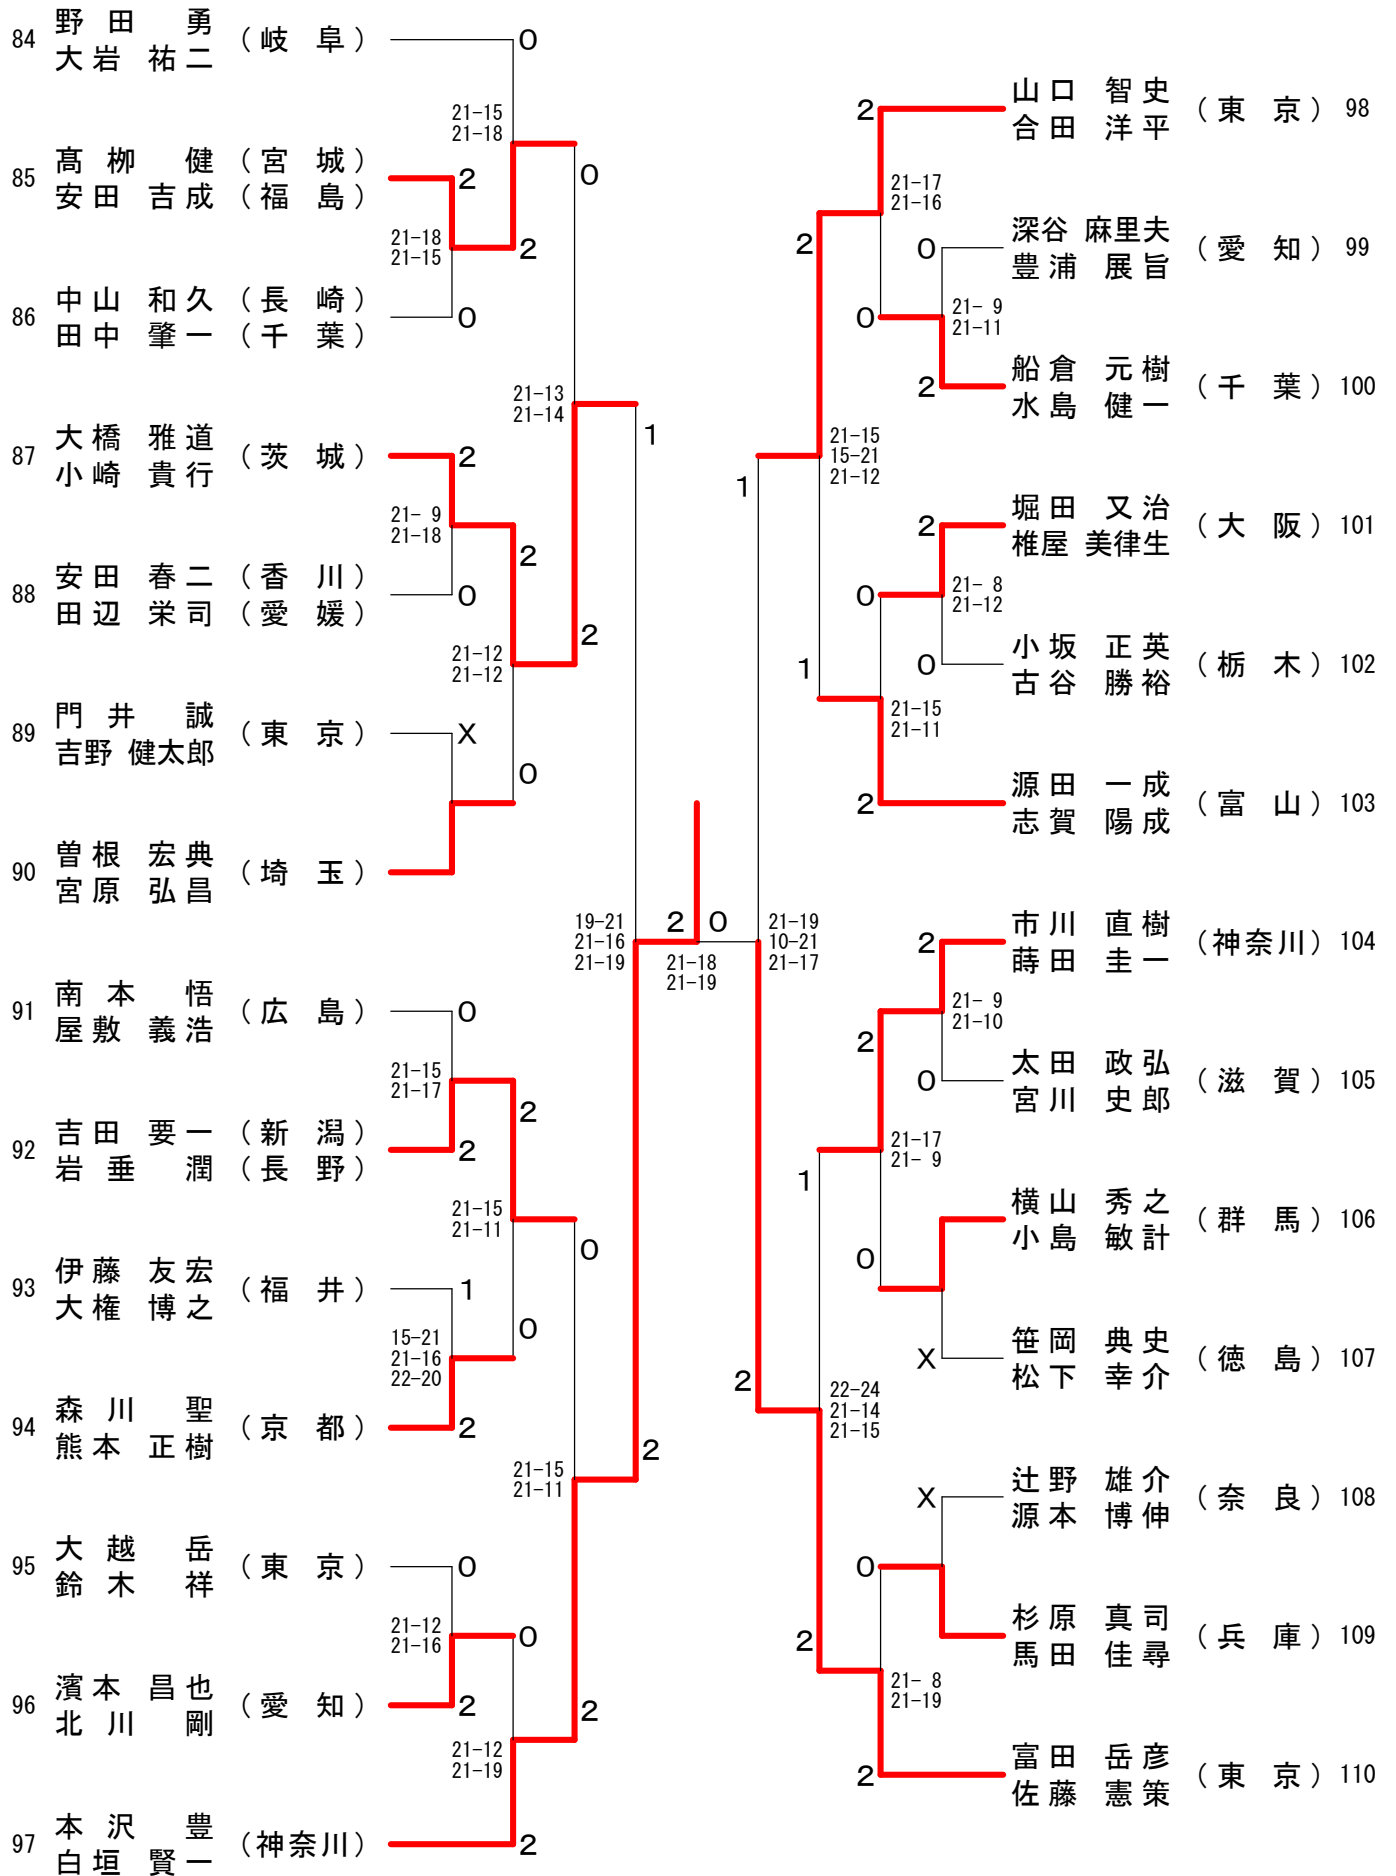 84 野田 勇 (岐 阜) 0
大岩 祐二
21-15
21-18
85 髙栁 健 (宮 城) 2
安田 吉成 (福 島)
0
21-18
21-15
2
86 中山 和久 (長 崎) 0
田中 肇一 (千 葉)
21-13
21-14
1
87 大橋 雅道 (茨 城) 2
小崎 貴行
21- 9
21-18
2
88 安田 春二 (香 川) 0
田辺 栄司 (愛 媛)
2
21-12
21-12
89 門井 誠 (東 京) X
吉野 健太郎
0
90 曽根 宏典 (埼 玉)
宮原 弘昌
19-21
21-16
21-19
2 0
21-18
21-19
91 南本 悟 (広 島) 0
屋敷 義浩
21-15
21-17
2
92 吉田 要一 (新 潟) 2
岩垂 潤 (長 野)
21-15
21-11
0
93 伊藤 友宏 (福 井) 1
大権 博之
15-21
21-16
22-20
0
94 森川 聖 (京 都) 2
熊本 正樹
2
21-15
21-11
95 大越 岳 (東 京) 0
鈴木 祥
21-12
21-16
0
96 濱本 昌也 (愛 知) 2
北川 剛
2
21-12
21-19
97 本沢 豊 (神奈川) 2
白垣 賢一
2 山口 智史 (東 京) 98
合田 洋平
21-17
21-16
2
0 深谷 麻里夫 (愛 知) 99
豊浦 展旨
0
21- 9
21-11
2 船倉 元樹 (千 葉) 100
水島 健一
21-15
15-21
21-12
1
2 堀田 又治 (大 阪) 101
椎屋 美律生
0
21- 8
21-12
0 小坂 正英 (栃 木) 102
古谷 勝裕
1
21-15
21-11
2 源田 一成 (富 山) 103
志賀 陽成
21-19
10-21
21-17
2 市川 直樹 (神奈川) 104
蒔田 圭一
21- 9
21-10
2
0 太田 政弘 (滋 賀) 105
宮川 史郎
21-17
21- 9
1
横山 秀之 (群 馬) 106
小島 敏計
0
X 笹岡 典史 (徳 島) 107
松下 幸介
2
22-24
21-14
21-15
X 辻野 雄介 (奈 良) 108
源本 博伸
0
杉原 真司 (兵 庫) 109
馬田 佳尋
2
21- 8
21-19
2 富田 岳彦 (東 京) 110
佐藤 憲策